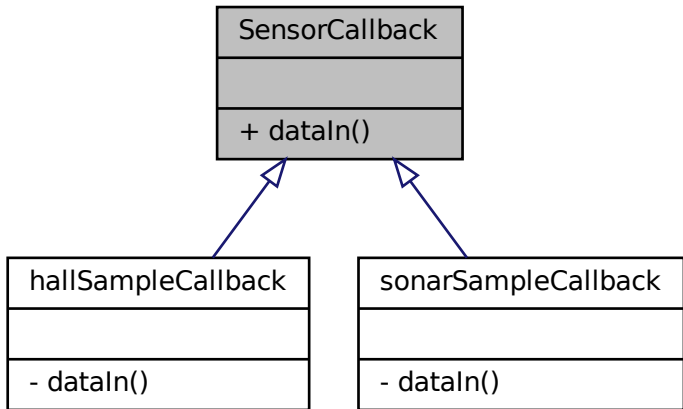 SensorCallback
+ dataIn()
hallSampleCallback
- dataIn()
sonarSampleCallback
- dataIn()